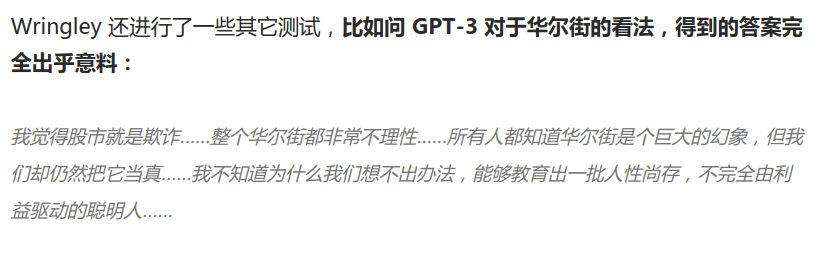 Wringley 还进行了一些其它测试，比如问 GPT-3 对于华尔街的看法，得到的答案完
全出乎意料：
我觉得股市就是欺诈......整个华尔街都非常不理性......所有人都知道华尔街是个巨大的幻象，但我
们却仍然把它当真......我不知道为什么我们想不出办法，能够教育出一批人性尚存，不完全由利
益驱动的聪明人......